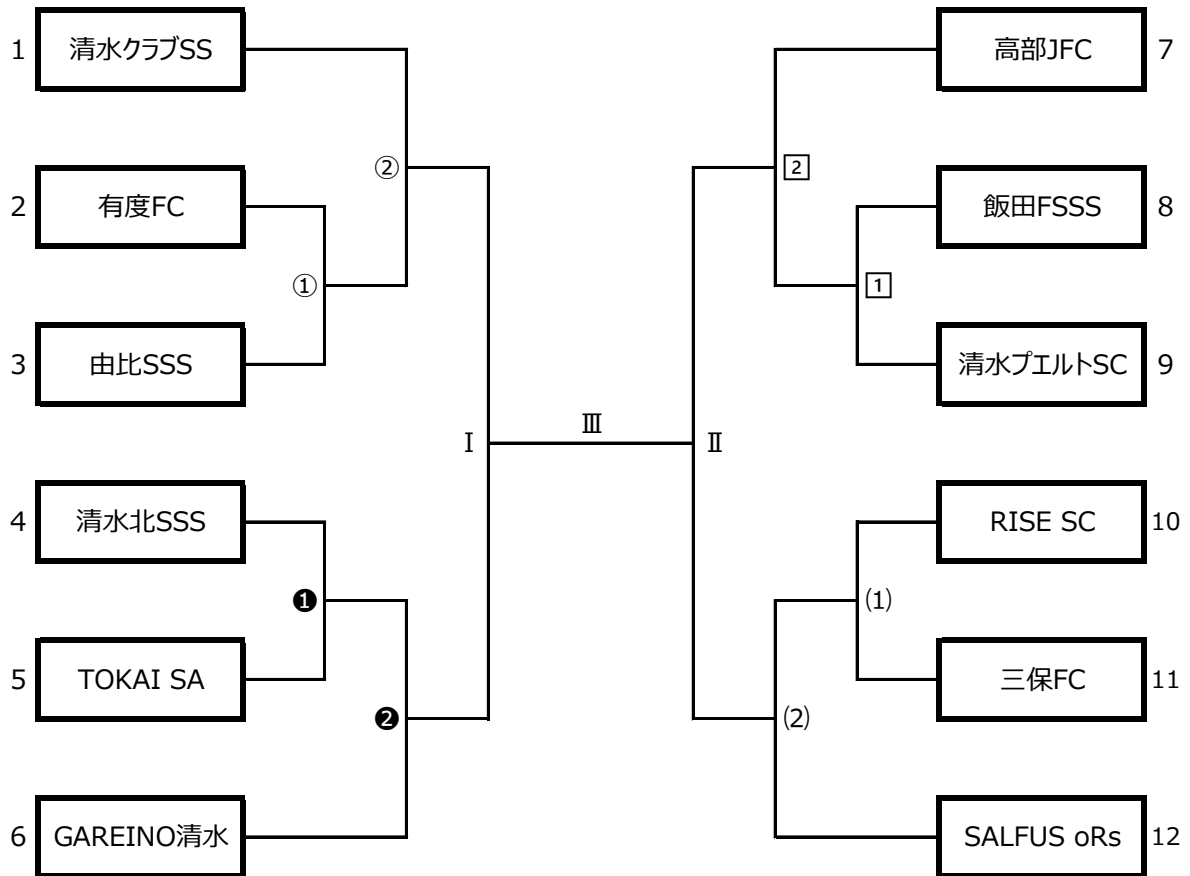 1 清水クラブSS
高部JFC 7
②
2
2 有度FC
飯田FSSS 8
①
1
3 由比SSS
清水プエルトSC 9
Ⅲ
Ⅰ
Ⅱ
4 清水北SSS
RISE SC 10
❶
(1)
5 TOKAI SA
三保FC 11
❷
(2)
6 GAREINO清水
SALFUS oRs 12